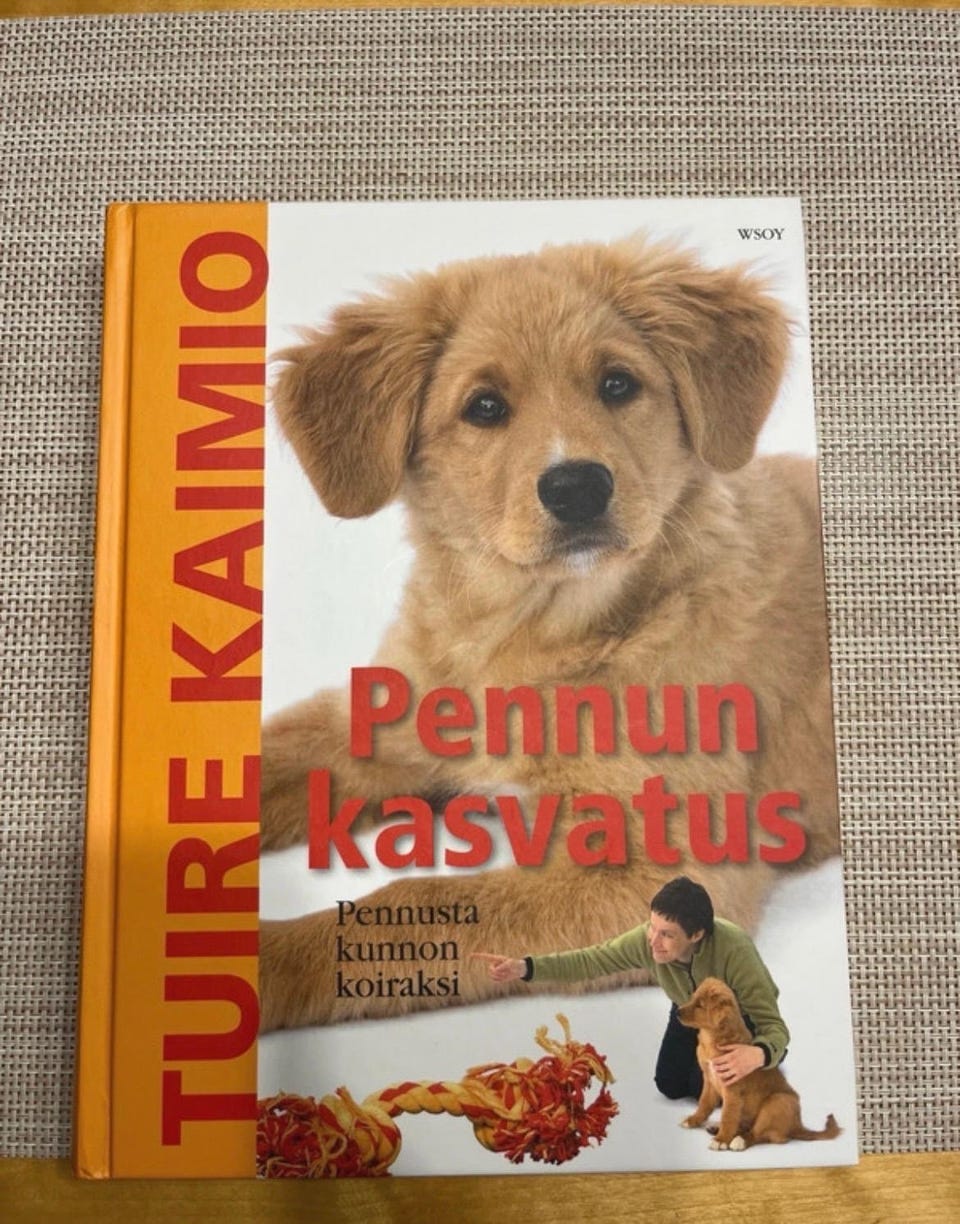 TUIRE KAIMIO
WSOY
Pennun
kasvatus
Pennusta
kunnon
koiraksi